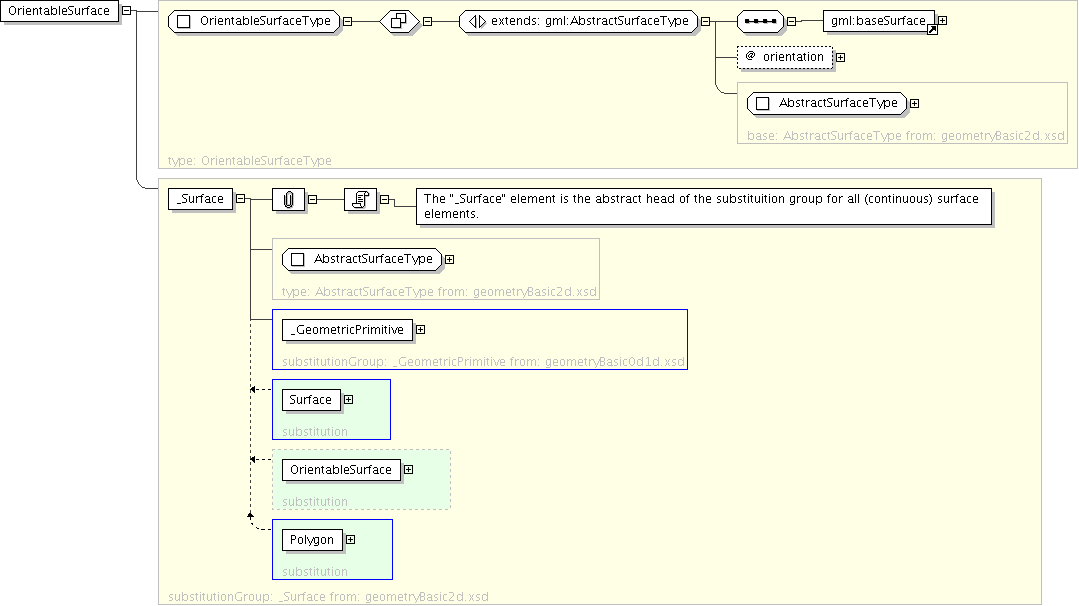 OrientableSurface
OrientableSurfaceType
extends: gml:AbstractSurfaceType
gml:baseSurface
@ orientation
AbstractSurfaceType
base: AbstractSurfaceType from: geometryBasic2d.xsd
type: OrientableSurfaceType
_Surface
The "_Surface" element is the abstract head of the substituition group for all (continuous) surface
elements.
AbstractSurfaceType
type: AbstractSurfaceType from: geometryBasic2d.xsd
_GeometricPrimitive
substitutionGroup: _GeometricPrimitive from: geometryBasic0d1d.xsd
Surface
substitution
OrientableSurface
substitution
Polygon
substitution
substitutionGroup: _Surface from: geometryBasic2d.xsd